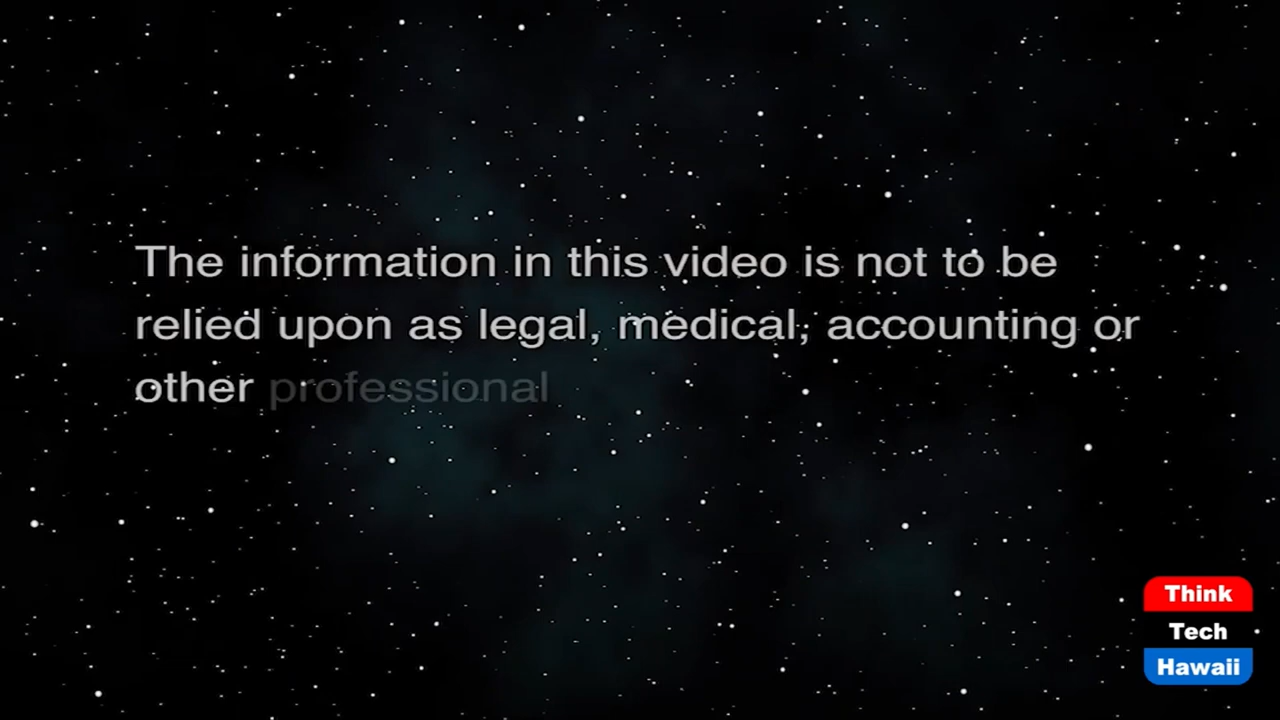 The information in this video is not to be
relied upon as legal, medical, accounting or
other professional
Think
Tech
Hawaii